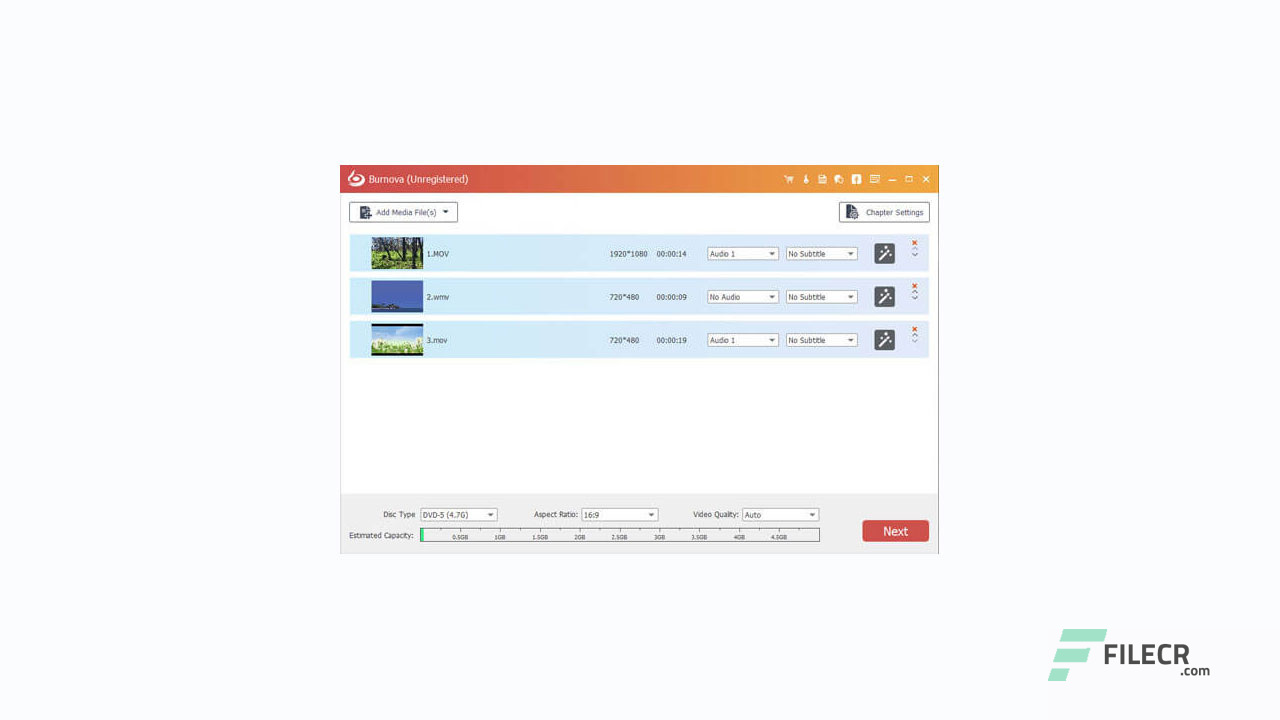 Burnova (Unregistered)
Add Media File(s)
Chapter Settings
1.MOV 1920*1080 00:00:14 Audio 1 No Subtitle
2.wmv 720*480 00:00:09 No Audio No Subtitle
3.mov 720*480 00:00:19 Audio 1 No Subtitle
Disc Type DVD-5 (4.7G) Aspect Ratio: 16:9 Video Quality: Auto
Estimated Capacity: 0.5GB 1GB 1.5GB 2GB 2.5GB 3GB 3.5GB 4GB 4.5GB
Next
FILECR
.com